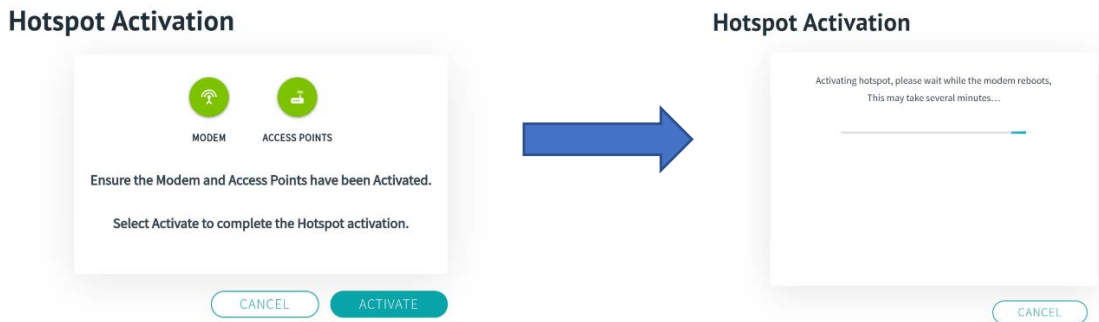 Hotspot Activation
MODEM
ACCESS POINTS
Ensure the Modem and Access Points have been Activated.
Select Activate to complete the Hotspot activation.
CANCEL
ACTIVATE
Hotspot Activation
Activating hotspot, please wait while the modem reboots,
This may take several minutes...
CANCEL